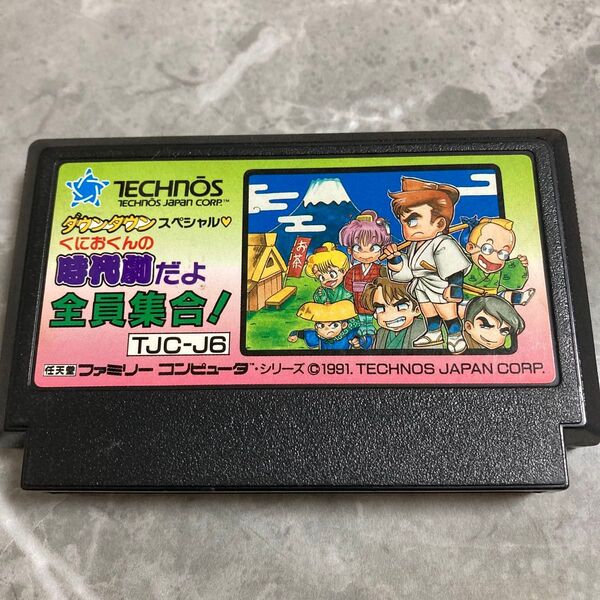 TECHNŌS
TECHNŌS JAPAN CORP.™
ダウンタウンスペシャル♥
くにおくんの
時代劇だよ
全員集合!
TJC-J6
お茶
任天堂 ファミリー コンピュータ™・シリーズ ©1991. TECHNOS JAPAN CORP.